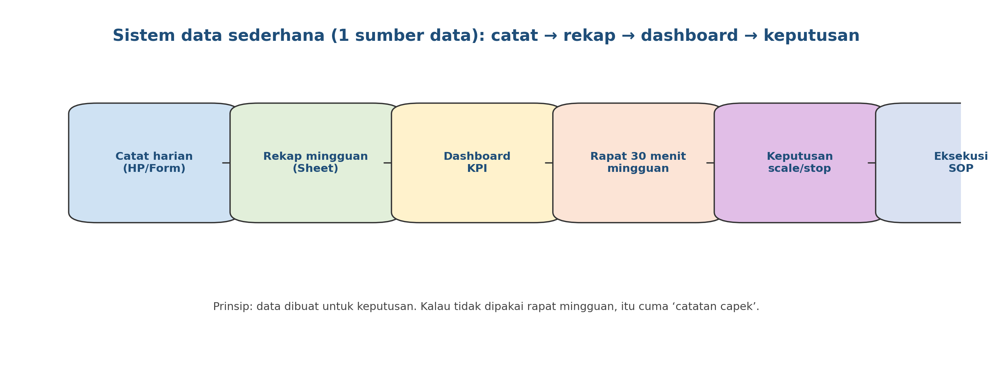 Sistem data sederhana (1 sumber data): catat → rekap → dashboard → keputusan
Catat harian
(HP/Form)
Rekap mingguan
(Sheet)
Dashboard
KPI
Rapat 30 menit
mingguan
Keputusan
scale/stop
Eksekusi
SOP
Prinsip: data dibuat untuk keputusan. Kalau tidak dipakai rapat mingguan, itu cuma ‘catatan capek’.